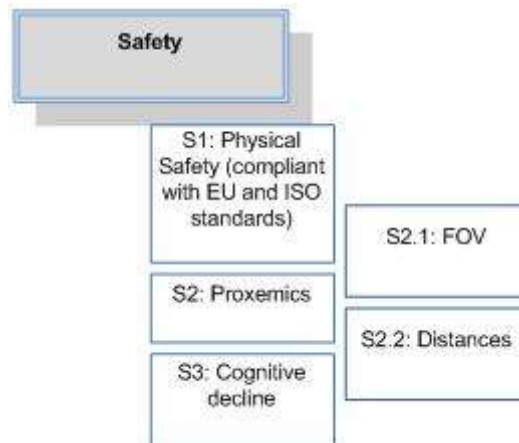 Safety
S1: Physical
Safety (compliant
with EU and ISO
standards)
S2.1: FOV
S2: Proxemics
S2.2: Distances
S3: Cognitive
decline